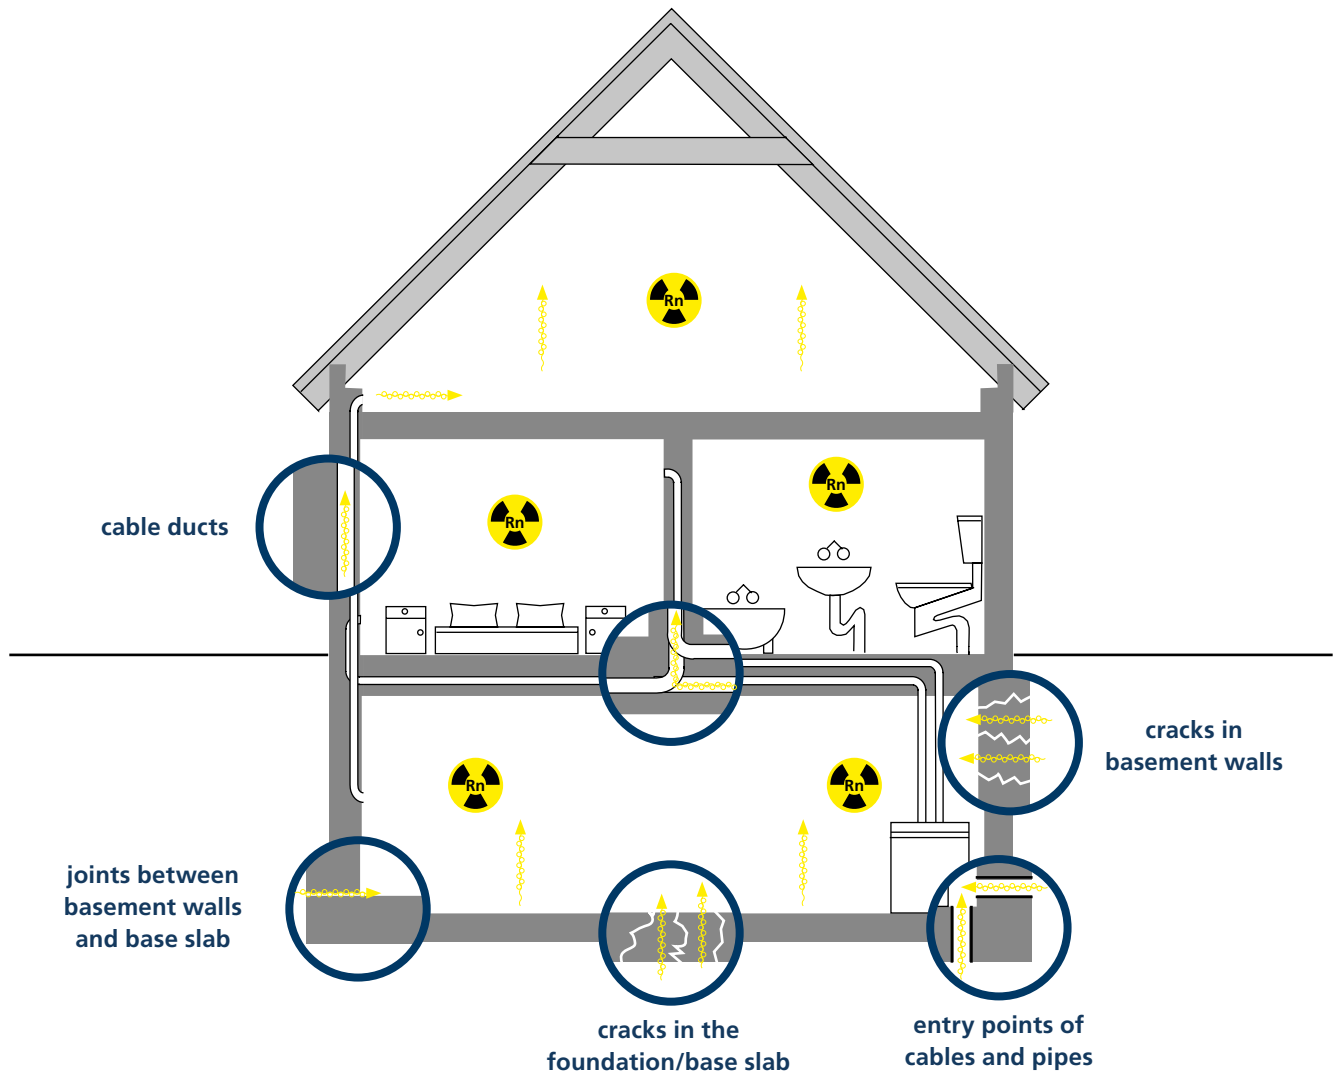 Rn
Rn
Rn
cable ducts
Rn
Rn
cracks in
basement walls
joints between
basement walls
and base slab
cracks in the
foundation/base slab
entry points of
cables and pipes